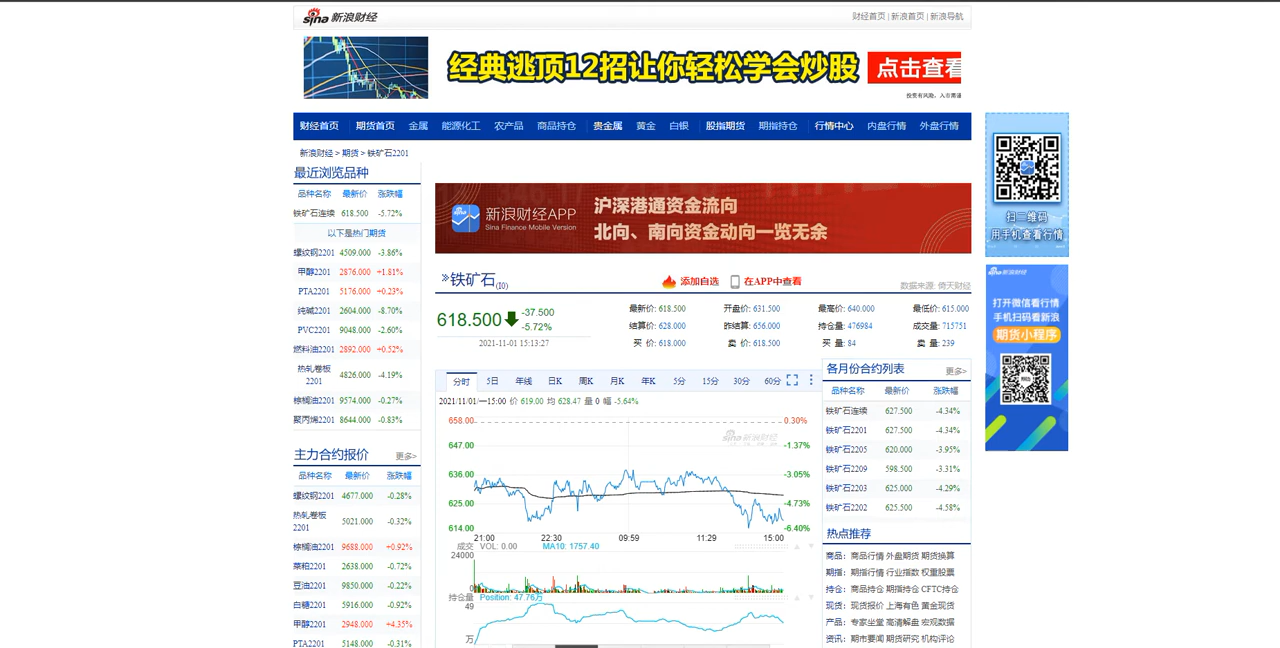 sina 新浪财经
财经首页 | 新浪首页 | 新浪导航
经典逃顶12招让你轻松学会炒股
点击查看
财经首页 期货首页 金属 能源化工 农产品 商品持仓 贵金属 黄金 白银 股指期货 期指持仓 行情中心 内盘行情 外盘行情
新浪财经 > 期货 > 铁矿石2201
最近浏览品种
品种名称 最新价 涨跌幅
铁矿石连续 618.500 -5.72%
以下是热门期货
螺纹钢2201 4509.000 -3.86%
甲醇2201 2876.000 +1.81%
PTA2201 5176.000 +0.23%
纯碱2201 2604.000 -8.70%
PVC2201 9048.000 -2.60%
燃料油2201 2892.000 +0.52%
热轧卷板
2201 4826.000 -4.19%
棕榈油2201 9574.000 -0.27%
聚丙烯2201 8644.000 -0.83%
主力合约报价 更多>
品种名称 最新价 涨跌幅
螺纹钢2201 4677.000 -0.28%
热轧卷板
2201 5021.000 -0.32%
棕榈油2201 9688.000 +0.92%
菜粕2201 2638.000 -0.72%
豆油2201 9850.000 -0.22%
白糖2201 5916.000 -0.92%
甲醇2201 2948.000 +4.35%
PTA2201 5148.000 -0.31%
新浪财经APP
Sina Finance Mobile Version
沪深港通资金流向
北向、南向资金动向一览无余
铁矿石(I0)
添加自选 在APP中查看
数据来源: 倚天财经
618.500 -37.500
-5.72%
2021-11-01 15:13:27
最新价: 618.500 开盘价: 631.500 最高价: 640.000 最低价: 615.000
结算价: 628.000 昨结算: 656.000 持仓量: 476984 成交量: 715751
买 价: 618.000 卖 价: 618.500 买 量: 84 卖 量: 239
分时 5日 年线 日K 周K 月K 年K 5分 15分 30分 60分
2021/11/01/一15:00 价 619.00 均 628.47 量 0 幅 -5.64%
658.00 0.30%
sina 新浪财经
647.00 -1.37%
636.00 -3.05%
625.00 -4.73%
614.00 -6.40%
21:00 22:30 09:59 11:29 15:00
成交 VOL: 0.00 MA10: 1757.40
24000
0
持仓量 Position: 47.76万
49
万
各月份合约列表 更多>
品种名称 最新价 涨跌幅
铁矿石连续 627.500 -4.34%
铁矿石2201 627.500 -4.34%
铁矿石2205 620.000 -3.95%
铁矿石2209 598.500 -3.31%
铁矿石2203 625.000 -4.29%
铁矿石2202 625.500 -4.58%
热点推荐
商品: 商品行情 外盘期货 期货换算
期指: 期指行情 行业指数 权重股票
持仓: 商品持仓 期指持仓 CFTC持仓
现货: 现货报价 上海有色 黄金现货
产品: 专家坐堂 高清解盘 宏观数据
资讯: 期市要闻 期货研究 机构评论
扫二维码
用手机查看行情
sina 新浪财经
打开微信看行情
手机扫码看新浪
期货小程序